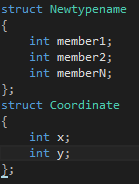 struct Newtypename
{
    int member1;
    int member2;
    int memberN;
};
struct Coordinate
{
    int x;
    int y;
};